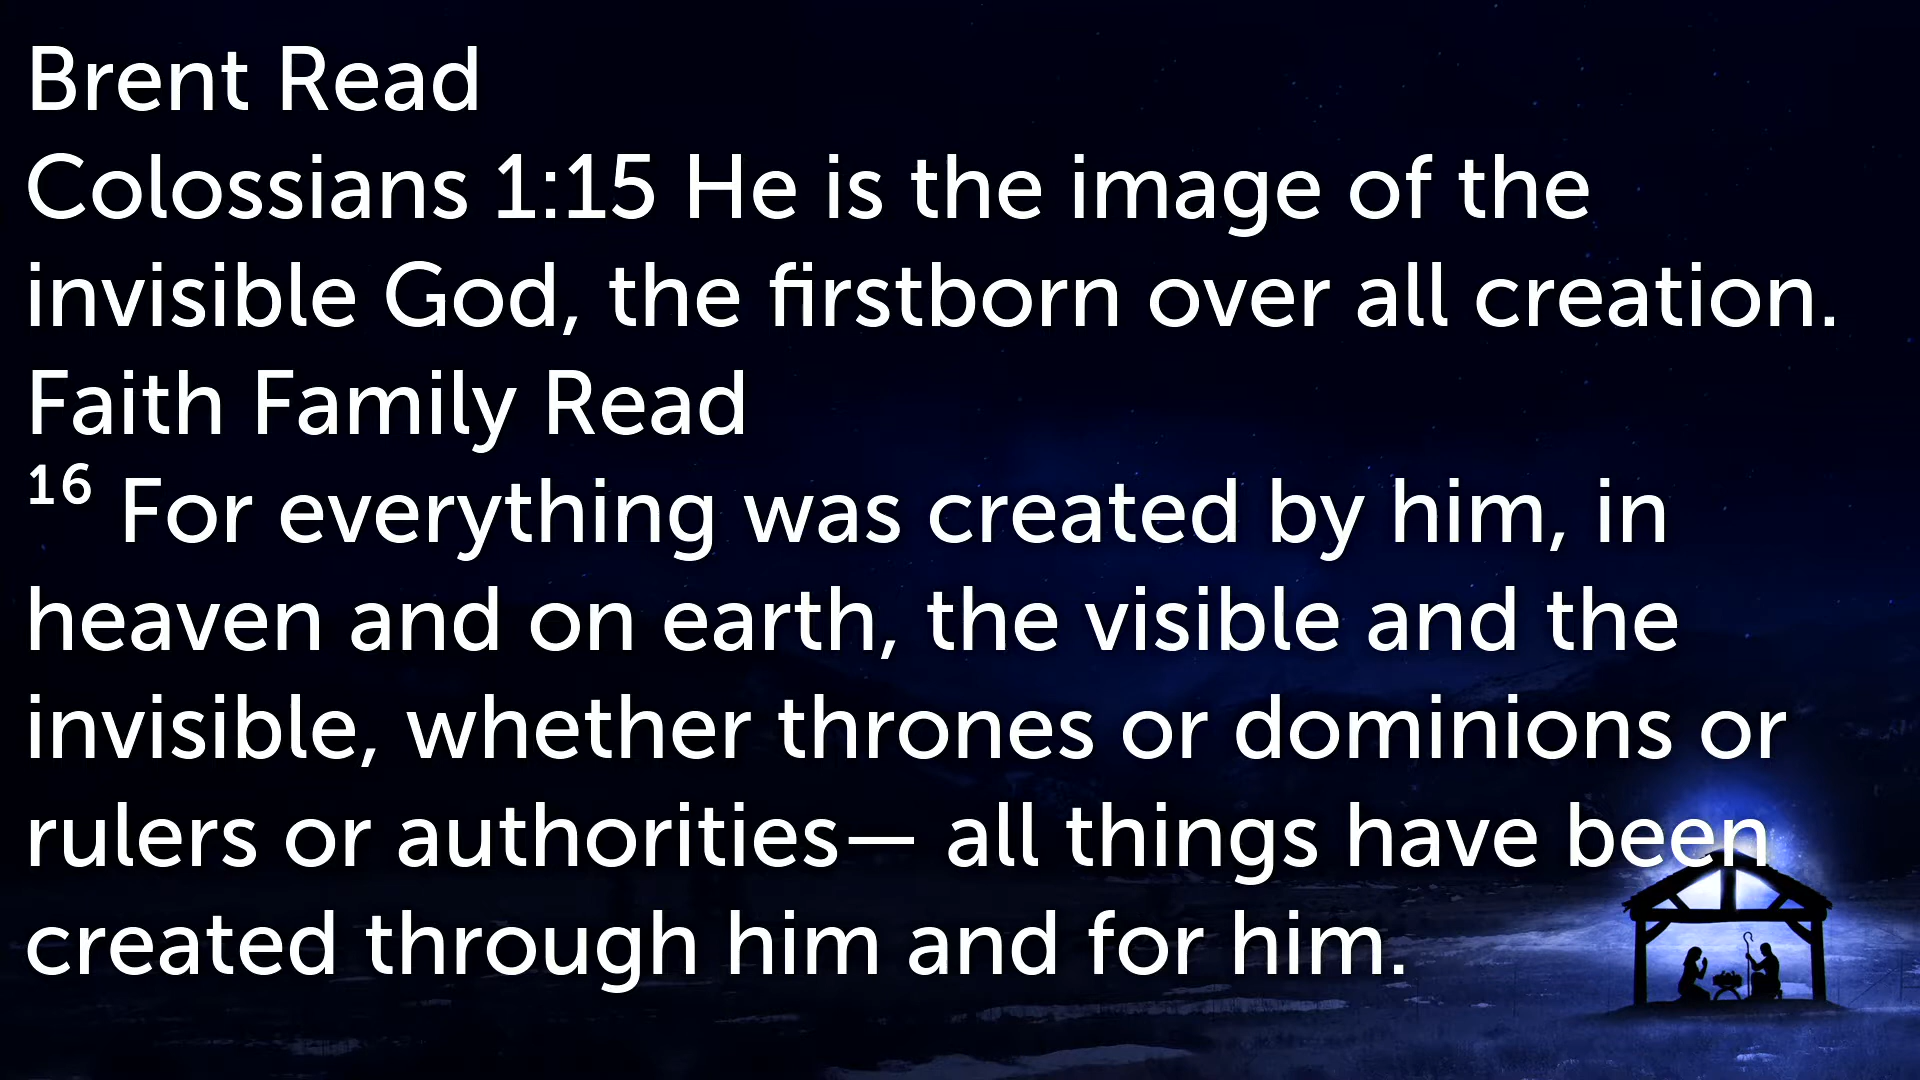 Brent Read
Colossians 1:15 He is the image of the
invisible God, the firstborn over all creation.
Faith Family Read
16 For everything was created by him, in
heaven and on earth, the visible and the
invisible, whether thrones or dominions or
rulers or authorities— all things have been
created through him and for him.